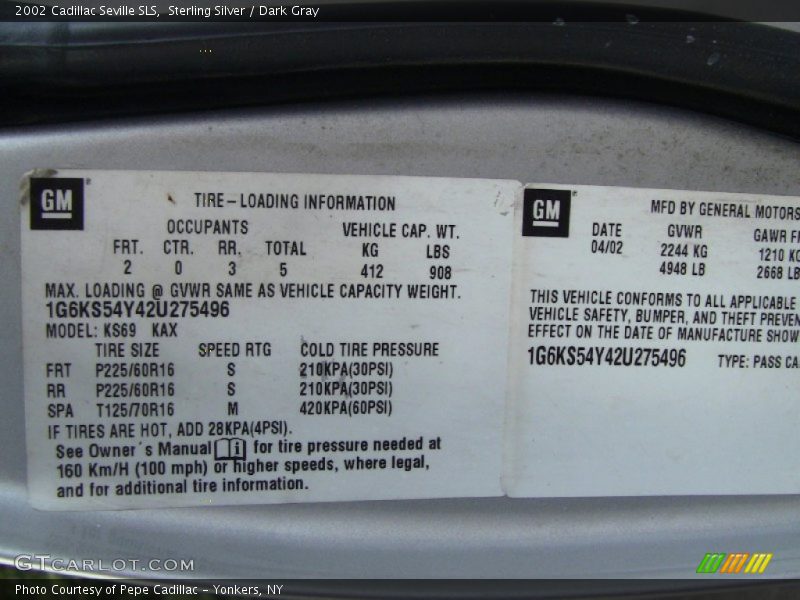 2002 Cadillac Seville SLS,  Sterling Silver / Dark Gray
GM
TIRE-LOADING INFORMATION
OCCUPANTS VEHICLE CAP. WT.
FRT. CTR. RR. TOTAL KG LBS
2 0 3 5 412 908
MAX. LOADING @ GVWR SAME AS VEHICLE CAPACITY WEIGHT.
1G6KS54Y42U275496
MODEL: KS69 KAX
TIRE SIZE SPEED RTG COLD TIRE PRESSURE
FRT P225/60R16 S 210KPA(30PSI)
RR P225/60R16 S 210KPA(30PSI)
SPA T125/70R16 M 420KPA(60PSI)
IF TIRES ARE HOT, ADD 28KPA(4PSI).
See Owner's Manual for tire pressure needed at
160 Km/H (100 mph) or higher speeds, where legal,
and for additional tire information.
GM
MFD BY GENERAL MOTORS
DATE GVWR GAWR
04/02 2244 KG 1210
4948 LB 2668 LB
THIS VEHICLE CONFORMS TO ALL APPLICABLE
VEHICLE SAFETY, BUMPER, AND THEFT
EFFECT ON THE DATE OF MANUFACTURE
1G6KS54Y42U275496 TYPE: PASS
GTCARLOT.COM
Photo Courtesy of Pepe Cadillac - Yonkers, NY